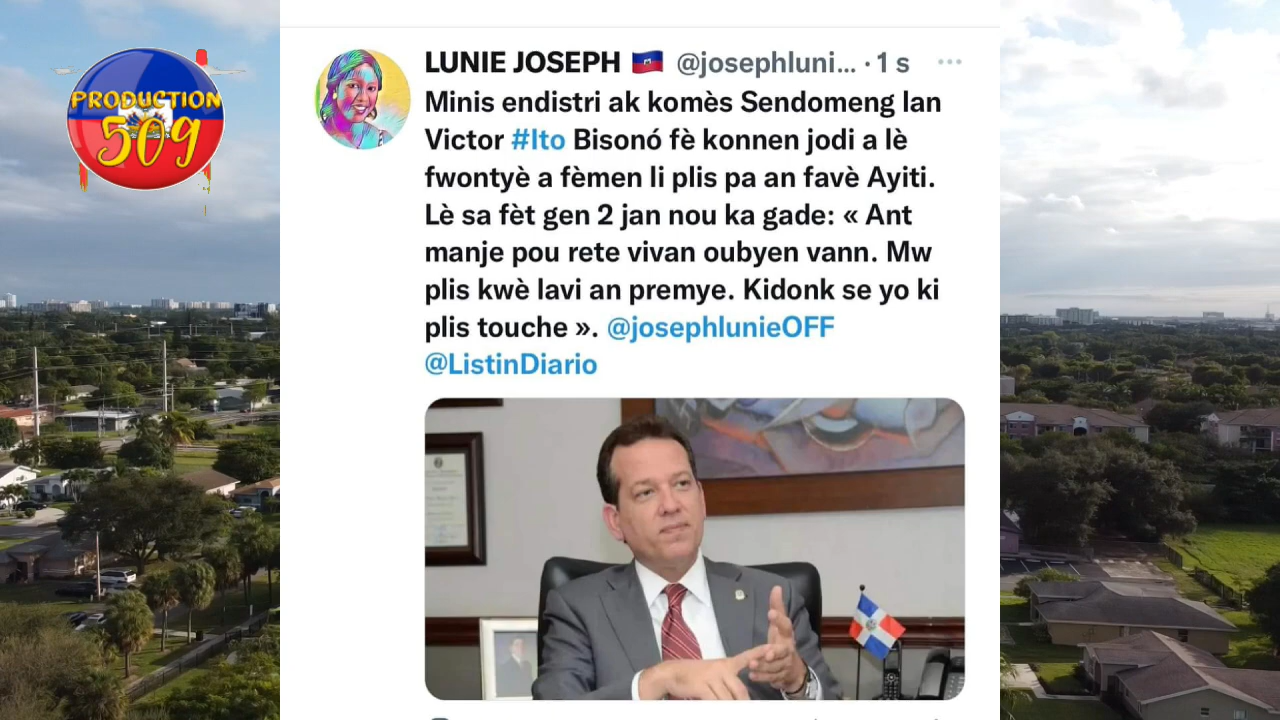 PRODUCTION
509
LUNIE JOSEPH @josephluni... · 1 s
Minis endistri ak komès Sendomeng lan
Victor #Ito Bisonó fè konnen jodi a lè
fwontyè a fèmen li plis pa an favè Ayiti.
Lè sa fèt gen 2 jan nou ka gade: « Ant
manje pou rete vivan oubyen vann. Mw
plis kwè lavi an premye. Kidonk se yo ki
plis touche ». @josephlunieOFF
@ListinDiario